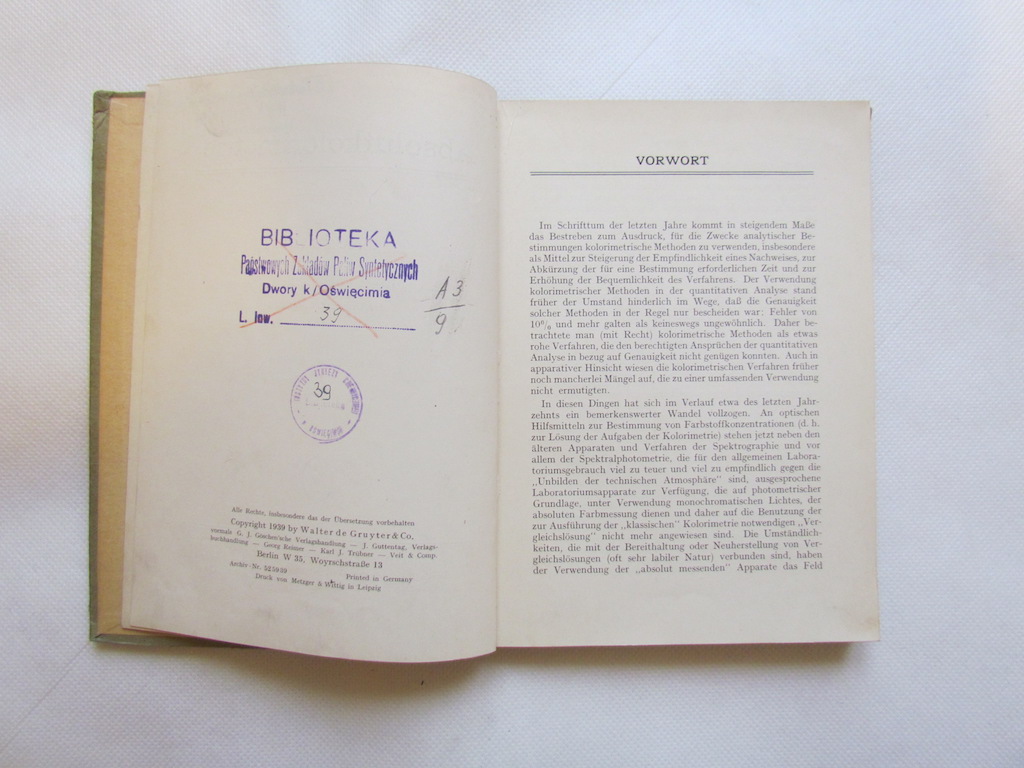 BIBLIOTEKA
Państwowych Zakładów Paliw Syntetycznych
Dwory k/Oświęcimia
L. inw. 39
A 3
9
39
Alle Rechte, insbesondere das der Übersetzung vorbehalten
Copyright 1939 by Walter de Gruyter & Co.
vormals G. J. Göschen'sche Verlagshandlung — J. Guttentag, Verlags-
buchhandlung — Georg Reimer — Karl J. Trübner — Veit & Comp.
Berlin W 35, Woyrschstraße 13
Archiv-Nr. 525939 Printed in Germany
Druck von Metzger & Wittig in Leipzig
VORWORT
Im Schrifttum der letzten Jahre kommt in steigendem Maße
das Bestreben zum Ausdruck, für die Zwecke analytischer Be-
stimmungen kolorimetrische Methoden zu verwenden, insbesondere
als Mittel zur Steigerung der Empfindlichkeit eines Nachweises, zur
Abkürzung der für eine Bestimmung erforderlichen Zeit und zur
Erhöhung der Bequemlichkeit des Verfahrens. Der Verwendung
kolorimetrischer Methoden in der quantitativen Analyse stand
früher der Umstand hinderlich im Wege, daß die Genauigkeit
solcher Methoden in der Regel nur bescheiden war: Fehler von
10% und mehr galten als keineswegs ungewöhnlich. Daher be-
trachtete man (mit Recht) kolorimetrische Methoden als etwas
rohe Verfahren, die den berechtigten Ansprüchen der quantitativen
Analyse in bezug auf Genauigkeit nicht genügen konnten. Auch in
apparativer Hinsicht wiesen die kolorimetrischen Verfahren früher
noch mancherlei Mängel auf, die zu einer umfassenden Verwendung
nicht ermutigten.
In diesen Dingen hat sich im Verlauf etwa des letzten Jahr-
zehnts ein bemerkenswerter Wandel vollzogen. An optischen
Hilfsmitteln zur Bestimmung von Farbstoffkonzentrationen (d. h.
zur Lösung der Aufgaben der Kolorimetrie) stehen jetzt neben den
älteren Apparaten und Verfahren der Spektrographie und vor
allem der Spektralphotometrie, die für den allgemeinen Labora-
toriumsgebrauch viel zu teuer und viel zu empfindlich gegen die
„Unbilden der technischen Atmosphäre" sind, ausgesprochene
Laboratoriumsapparate zur Verfügung, die auf photometrischer
Grundlage, unter Verwendung monochromatischen Lichtes, der
absoluten Farbmessung dienen und daher auf die Benutzung der
zur Ausführung der „klassischen" Kolorimetrie notwendigen „Ver-
gleichslösung" nicht mehr angewiesen sind. Die Umständlich-
keiten, die mit der Bereithaltung oder Neuherstellung von Ver-
gleichslösungen (oft sehr labiler Natur) verbunden sind, haben
der Verwendung der „absolut messenden" Apparate das Feld